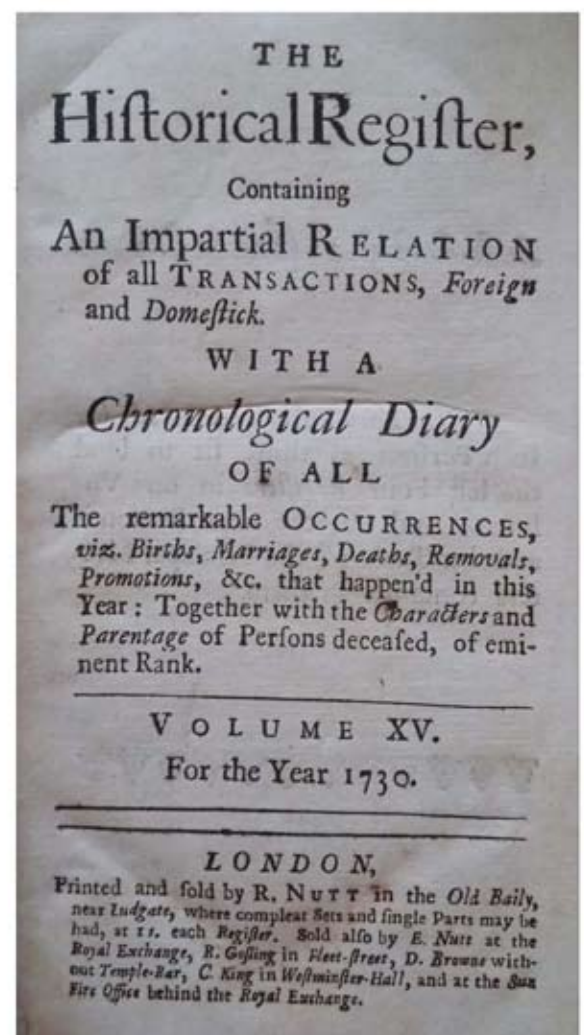 THE
Hiſtorical Regiſter,
Containing
An Impartial RELATION
of all TRANSACTIONS, Foreign
and Domeſtick.
WITH A
Chronological Diary
OF ALL
The remarkable OCCURRENCES,
viz. Births, Marriages, Deaths, Removals,
Promotions, &c. that happen'd in this
Year: Together with the Characters and
Parentage of Perſons deceaſed, of emi-
nent Rank.
VOLUME XV.
For the Year 1730.
LONDON,
Printed and ſold by R. NUTT in the Old Baily,
near Ludgate, where compleat Sets and ſingle Parts may be
had, at 1 s. each Regiſter. Sold alſo by E. Nutt at the
Royal Exchange, R. Goſling in Fleet-ſtreet, D. Browne with-
out Temple-Bar, C. King in Weſtminſter-Hall, and at the Sun
Fire Office behind the Royal Exchange.